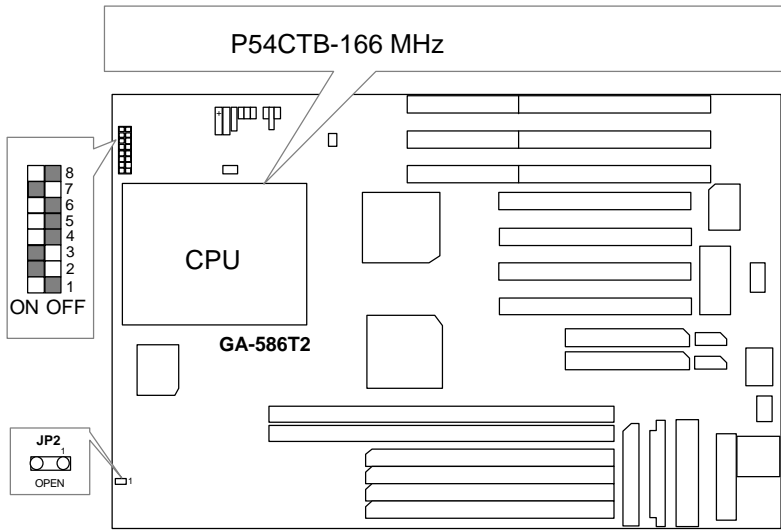 P54CTB-166 MHz
+
8
7
6
5
4
3
2
1
ON OFF
CPU
GA-586T2
JP2
1
OPEN
1